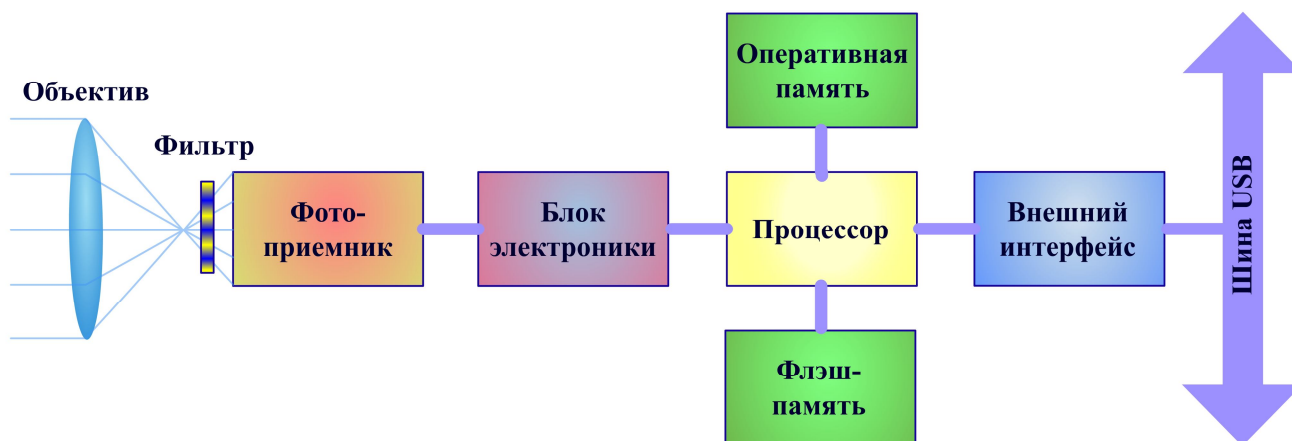 Объектив
Фильтр
Фото-
приемник
Блок
электроники
Оперативная
память
Процессор
Флэш-
память
Внешний
интерфейс
Шина USB